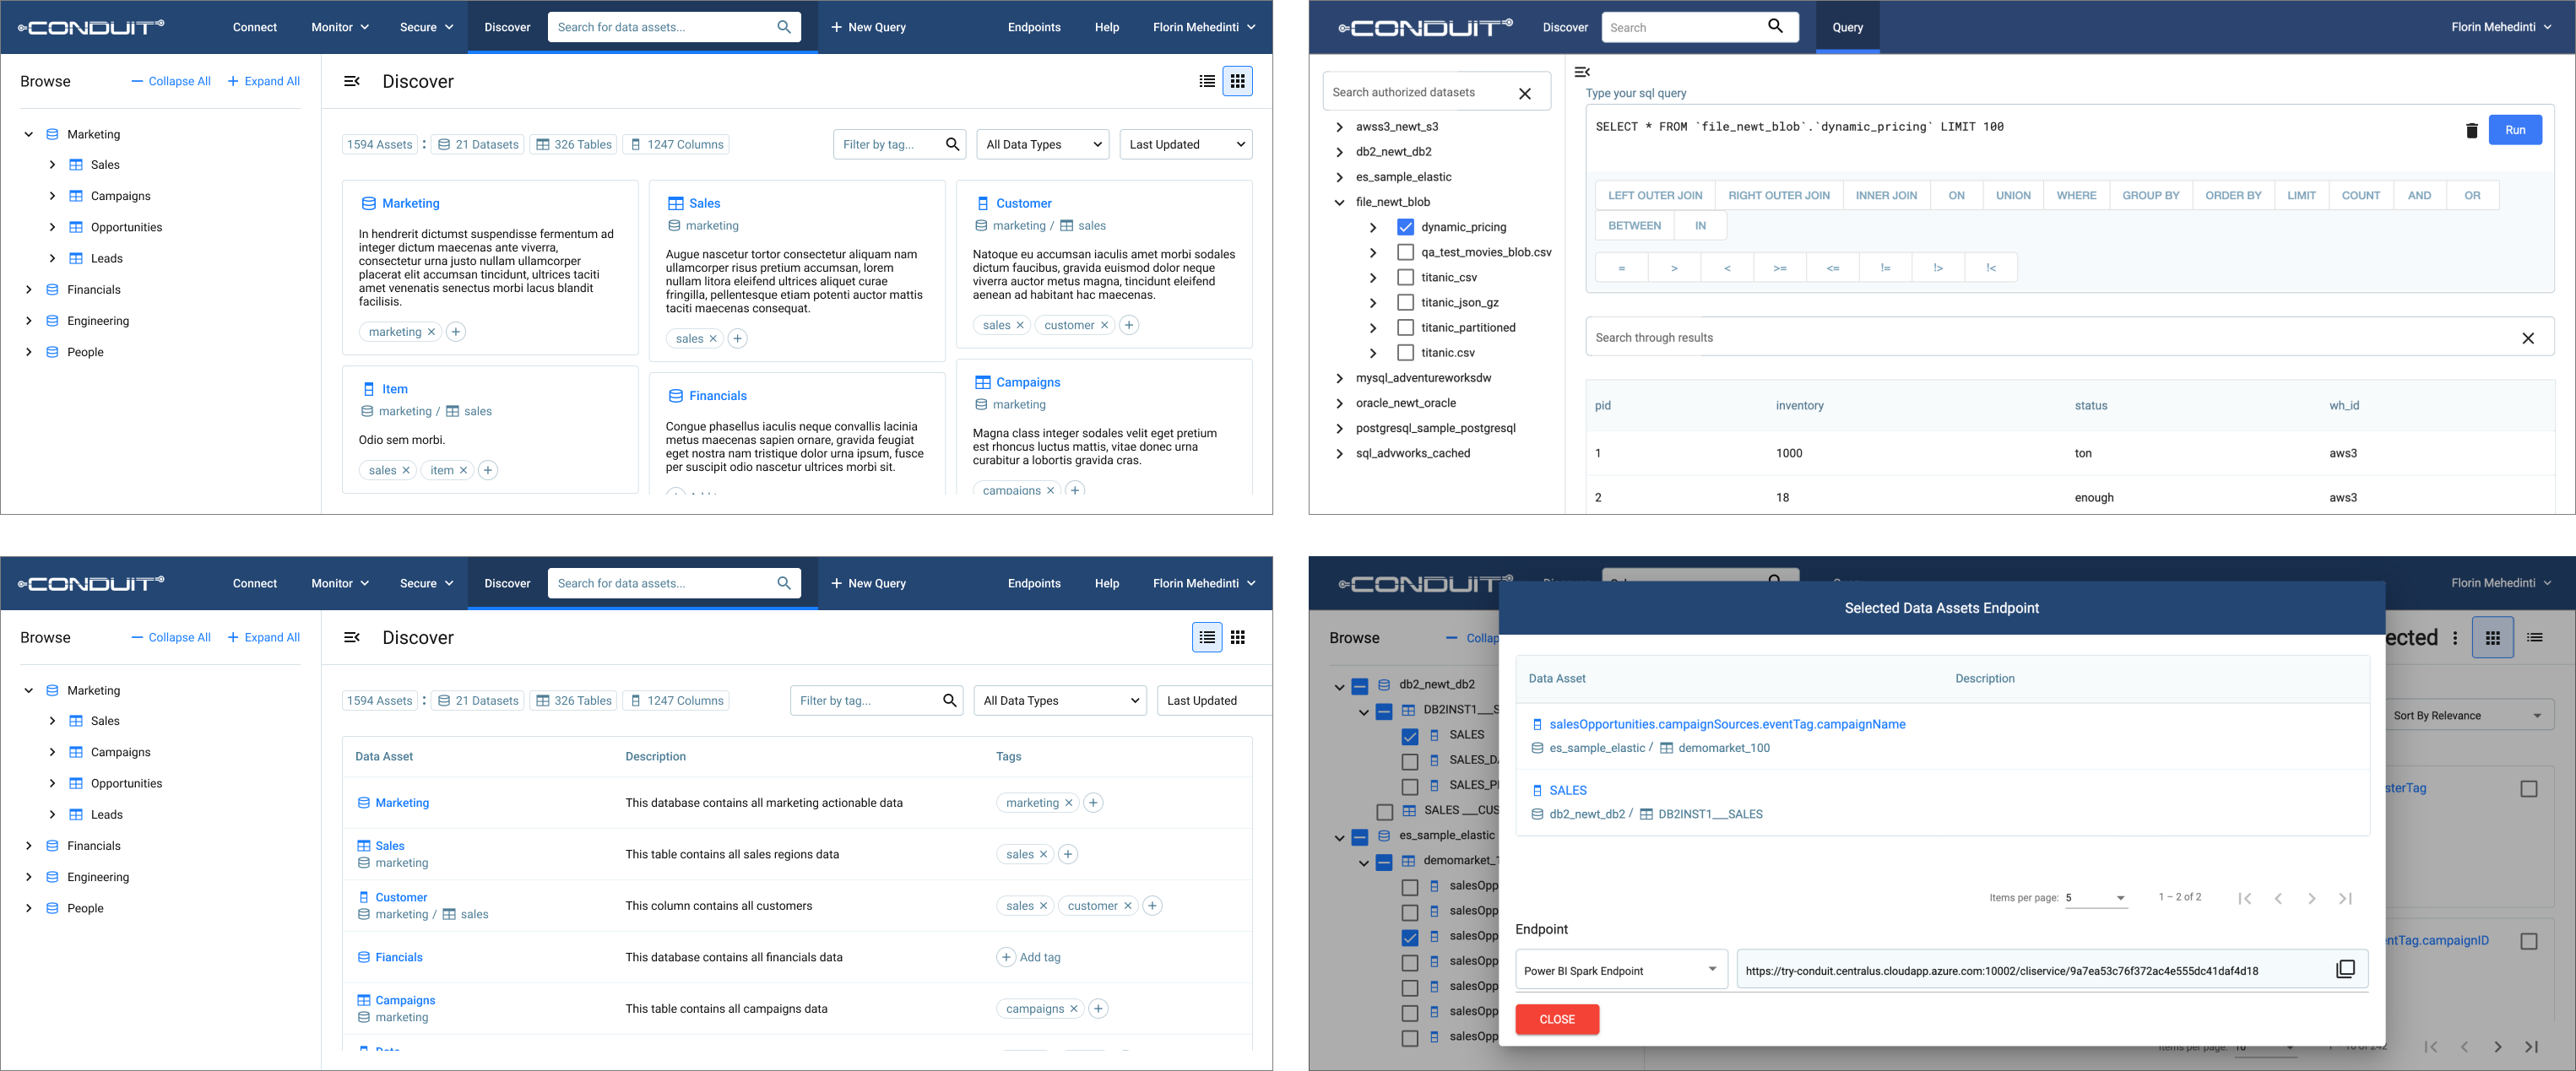 CONDUIT
Connect Monitor Secure Discover Search for data assets... New Query Endpoints Help Florin Mehedinti
Browse Collapse All Expand All
Marketing
Sales
Campaigns
Opportunities
Leads
Financials
Engineering
People
Discover
1594 Assets : 21 Datasets 326 Tables 1247 Columns Filter by tag... All Data Types Last Updated
Marketing
In hendrerit dictumst suspendisse fermentum ad
integer dictum maecenas ante viverra,
consectetur urna justo nullam ullamcorper
placerat elit accumsan tincidunt, ultrices taciti
amet venenatis senectus morbi lacus blandit
facilisis.
marketing × +
Item
marketing / sales
Odio sem morbi.
sales × item × +
Sales
marketing
Augue nascetur tortor consectetur aliquam nam
ullamcorper risus pretium accumsan, lorem
nullam litora eleifend ultrices aliquet curae
fringilla, pellentesque etiam potenti auctor mattis
taciti maecenas consequat.
sales × +
Financials
Congue phasellus iaculis neque convallis lacinia
metus maecenas sapien ornare, gravida feugiat
eget nostra nam tristique dolor urna ipsum, fusce
per suscipit odio nascetur ultrices morbi sit.
Customer
marketing / sales
Natoque eu accumsan iaculis amet morbi sodales
dictum faucibus, gravida euismod dolor neque
viverra auctor metus magna, tincidunt eleifend
aenean ad habitant hac maecenas.
sales × customer × +
Campaigns
marketing
Magna class integer sodales velit eget pretium
est rhoncus luctus mattis, vitae donec urna
curabitur a lobortis gravida cras.
campaigns × +
CONDUIT
Discover Search Query Florin Mehedinti
Search authorized datasets
awss3_newt_s3
db2_newt_db2
es_sample_elastic
file_newt_blob
dynamic_pricing
qa_test_movies_blob.csv
titanic_csv
titanic_json_gz
titanic_partitioned
titanic.csv
mysql_adventureworksdw
oracle_newt_oracle
postgresql_sample_postgresql
sql_advworks_cached
Type your sql query
SELECT * FROM `file_newt_blob`.`dynamic_pricing` LIMIT 100
Run
LEFT OUTER JOIN RIGHT OUTER JOIN INNER JOIN ON UNION WHERE GROUP BY ORDER BY LIMIT COUNT AND OR
BETWEEN IN
= > < >= <= != !> !<
Search through results
pid inventory status wh_id
1 1000 ton aws3
2 18 enough aws3
CONDUIT
Connect Monitor Secure Discover Search for data assets... New Query Endpoints Help Florin Mehedinti
Browse Collapse All Expand All
Marketing
Sales
Campaigns
Opportunities
Leads
Financials
Engineering
People
Discover
1594 Assets : 21 Datasets 326 Tables 1247 Columns Filter by tag... All Data Types Last Updated
Data Asset Description Tags
Marketing This database contains all marketing actionable data marketing × +
Sales
marketing
This table contains all sales regions data sales × +
Customer
marketing / sales
This column contains all customers sales × customer × +
Fiancials This database contains all financials data + Add tag
Campaigns
marketing
This table contains all campaigns data campaigns × +
CONDUIT
Florin Mehedinti
Browse Collap
db2_newt_db2
DB2INST1___S
SALES
SALES_D
SALES_P
SALES ___CUS
es_sample_elastic
demomarket_1
salesOpp
salesOpp
salesOpp
salesOpp
salesOpp
salesOpp
salesOpp
Selected Data Assets Endpoint
Data Asset Description
salesOpportunities.campaignSources.eventTag.campaignName
es_sample_elastic / demomarket_100
SALES
db2_newt_db2 / DB2INST1___SALES
Items per page: 5 1 – 2 of 2
Endpoint
Power BI Spark Endpoint https://try-conduit.centralus.cloudapp.azure.com:10002/cliservice/9a7ea53c76f372ac4e555dc41daf4d18
CLOSE
ected
Sort By Relevance
sterTag
ntTag.campaignID